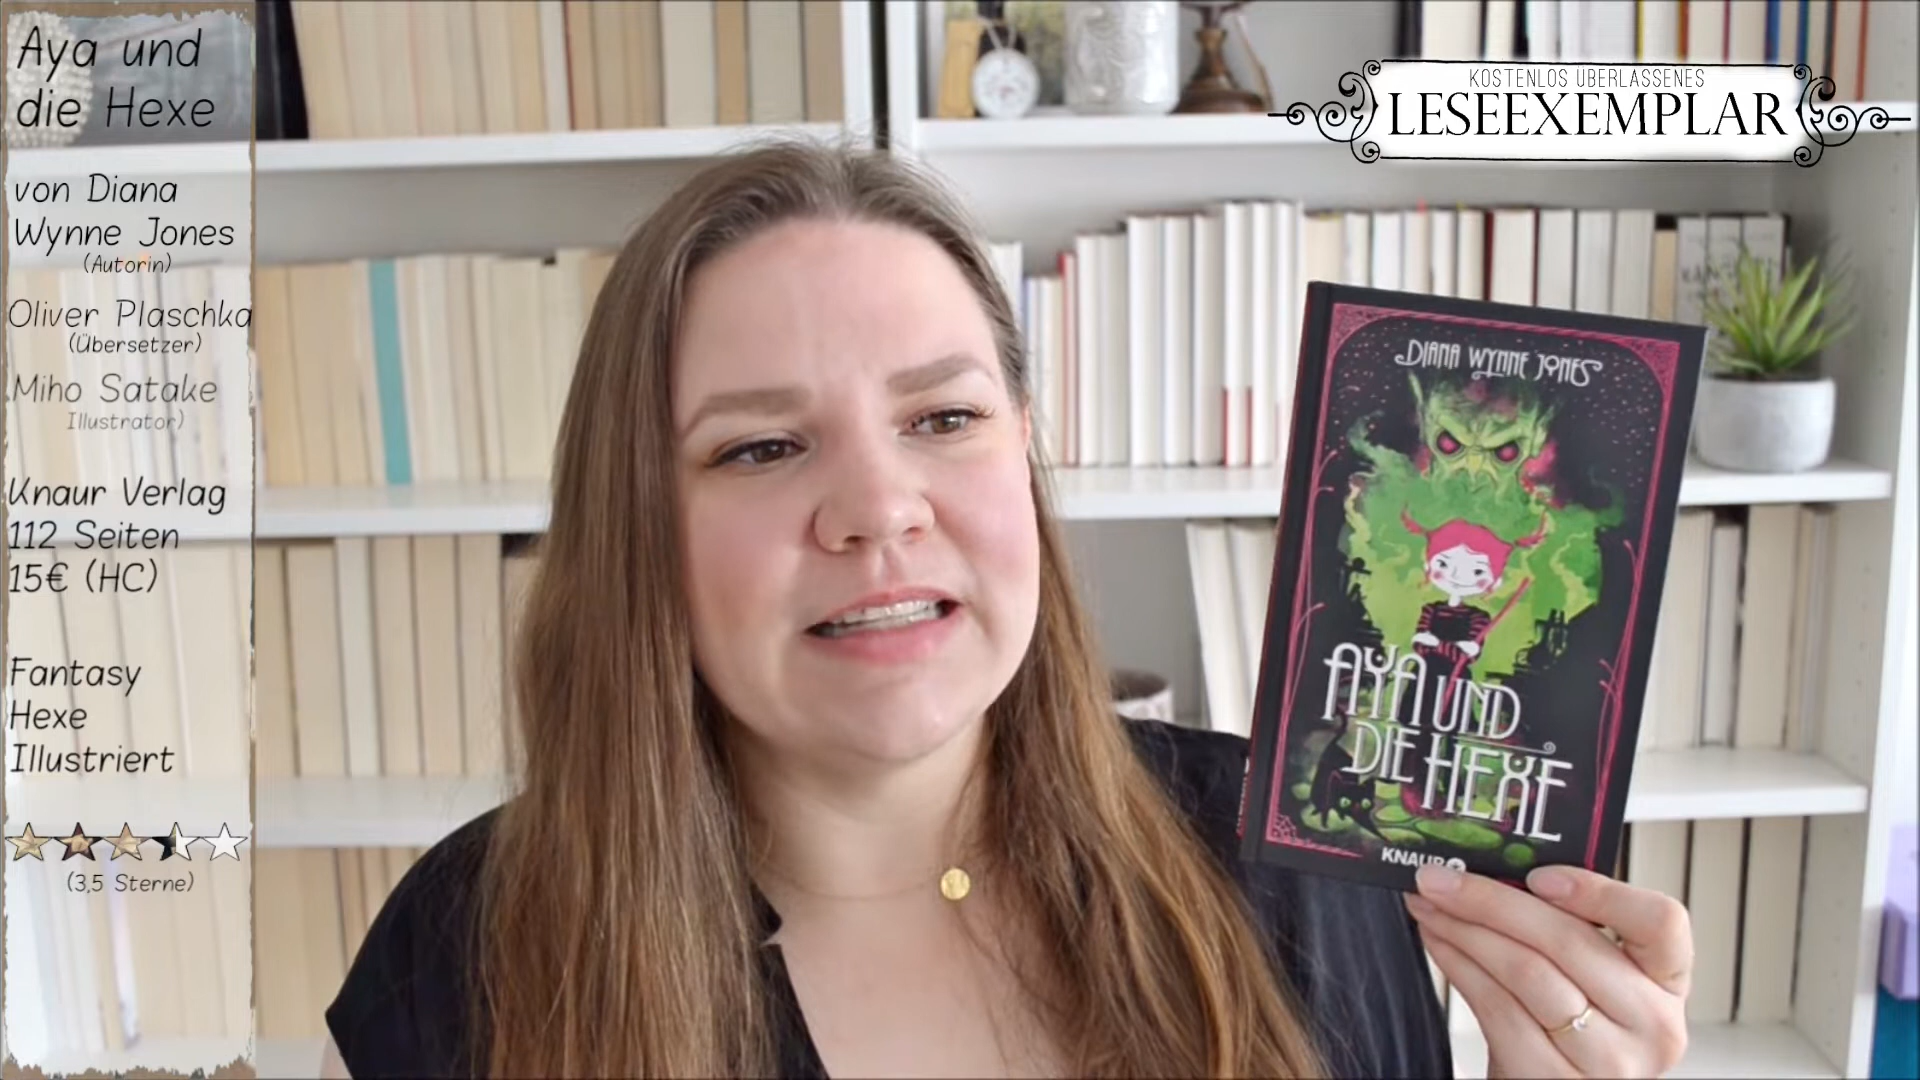 Aya und
die Hexe
von Diana
Wynne Jones
(Autorin)
Oliver Plaschka
(Übersetzer)
Miho Satake
Illustrator)
Knaur Verlag
112 Seiten
15€ (HC)
Fantasy
Hexe
Illustriert
(3,5 Sterne)
KOSTENLOS ÜBERLASSENES
LESEEXEMPLAR
DIANA WYNNE JONES
AYA UND
DIE HEXE
KNAUR